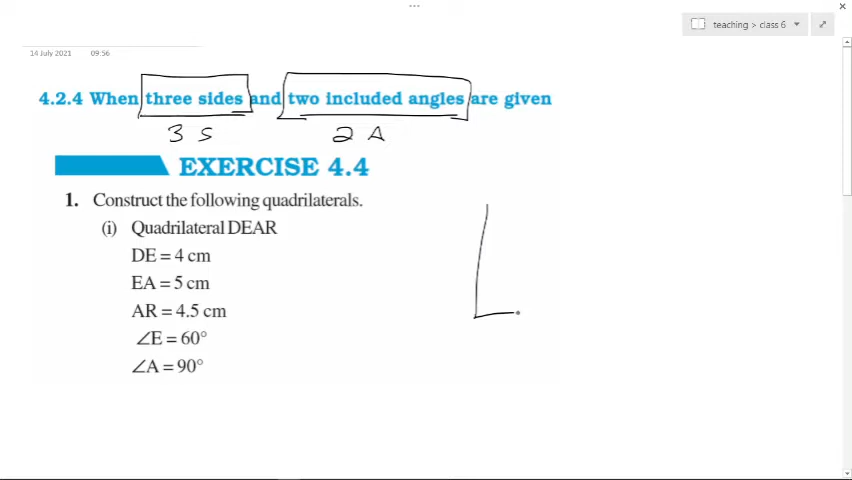 teaching > class 6
14 July 2021 09:56
4.2.4 When three sides and two included angles are given
3 S 2 A
EXERCISE 4.4
1. Construct the following quadrilaterals.
(i) Quadrilateral DEAR
DE = 4 cm
EA = 5 cm
AR = 4.5 cm
∠E = 60°
∠A = 90°